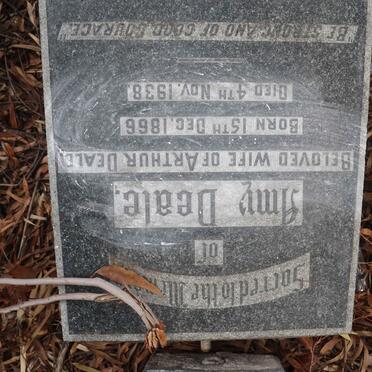 Sacred to the
of
Amy Deale,
BELOVED WIFE OF ARTHUR DEALE,
BORN 15TH DEC. 1866
DIED 4TH NOV. 1938.
"BE STRONG AND OF GOOD COURAGE."